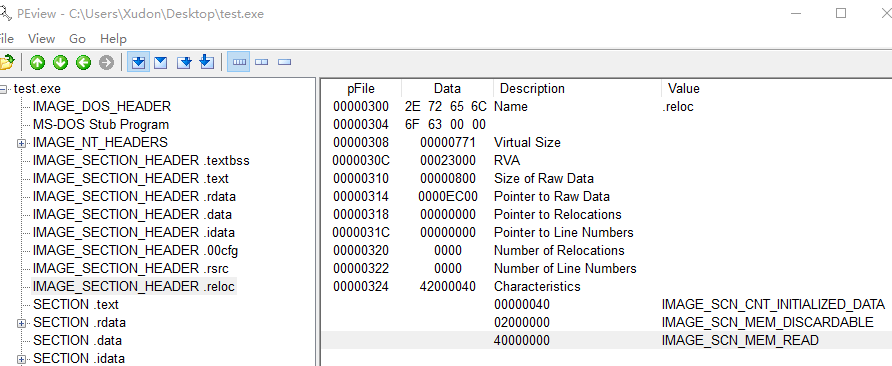 PEview - C:\Users\Xudon\Desktop\test.exe
File View Go Help
test.exe
IMAGE_DOS_HEADER
MS-DOS Stub Program
IMAGE_NT_HEADERS
IMAGE_SECTION_HEADER .textbss
IMAGE_SECTION_HEADER .text
IMAGE_SECTION_HEADER .rdata
IMAGE_SECTION_HEADER .data
IMAGE_SECTION_HEADER .idata
IMAGE_SECTION_HEADER .00cfg
IMAGE_SECTION_HEADER .rsrc
IMAGE_SECTION_HEADER .reloc
SECTION .text
SECTION .rdata
SECTION .data
SECTION .idata
pFile Data Description Value
00000300 2E 72 65 6C Name .reloc
00000304 6F 63 00 00
00000308 00000771 Virtual Size
0000030C 00023000 RVA
00000310 00000800 Size of Raw Data
00000314 0000EC00 Pointer to Raw Data
00000318 00000000 Pointer to Relocations
0000031C 00000000 Pointer to Line Numbers
00000320 0000 Number of Relocations
00000322 0000 Number of Line Numbers
00000324 42000040 Characteristics
00000040 IMAGE_SCN_CNT_INITIALIZED_DATA
02000000 IMAGE_SCN_MEM_DISCARDABLE
40000000 IMAGE_SCN_MEM_READ